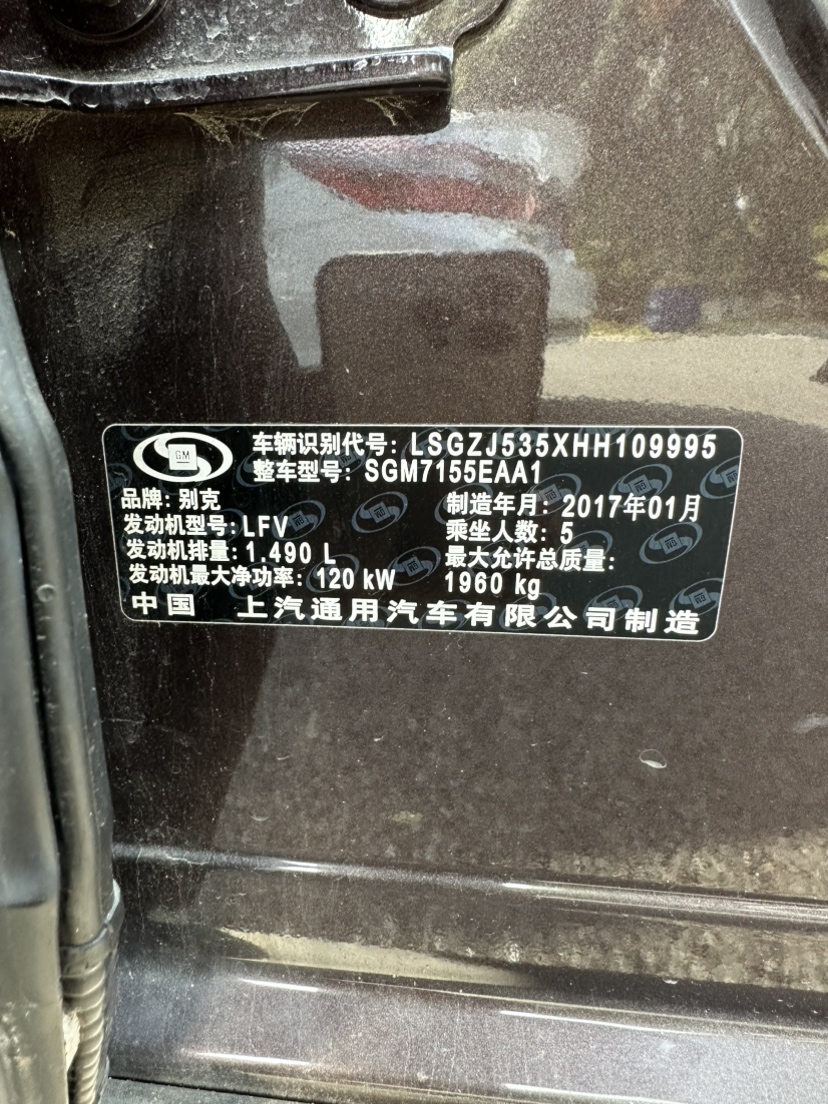 GM
车辆识别代号: LSGZJ535XHH109995
整车型号: SGM7155EAA1
品牌: 别克
制造年月: 2017年01月
发动机型号: LFV
乘坐人数: 5
发动机排量: 1.490 L
最大允许总质量:
发动机最大净功率: 120 kW
1960 kg
中国 上汽通用汽车有限公司制造